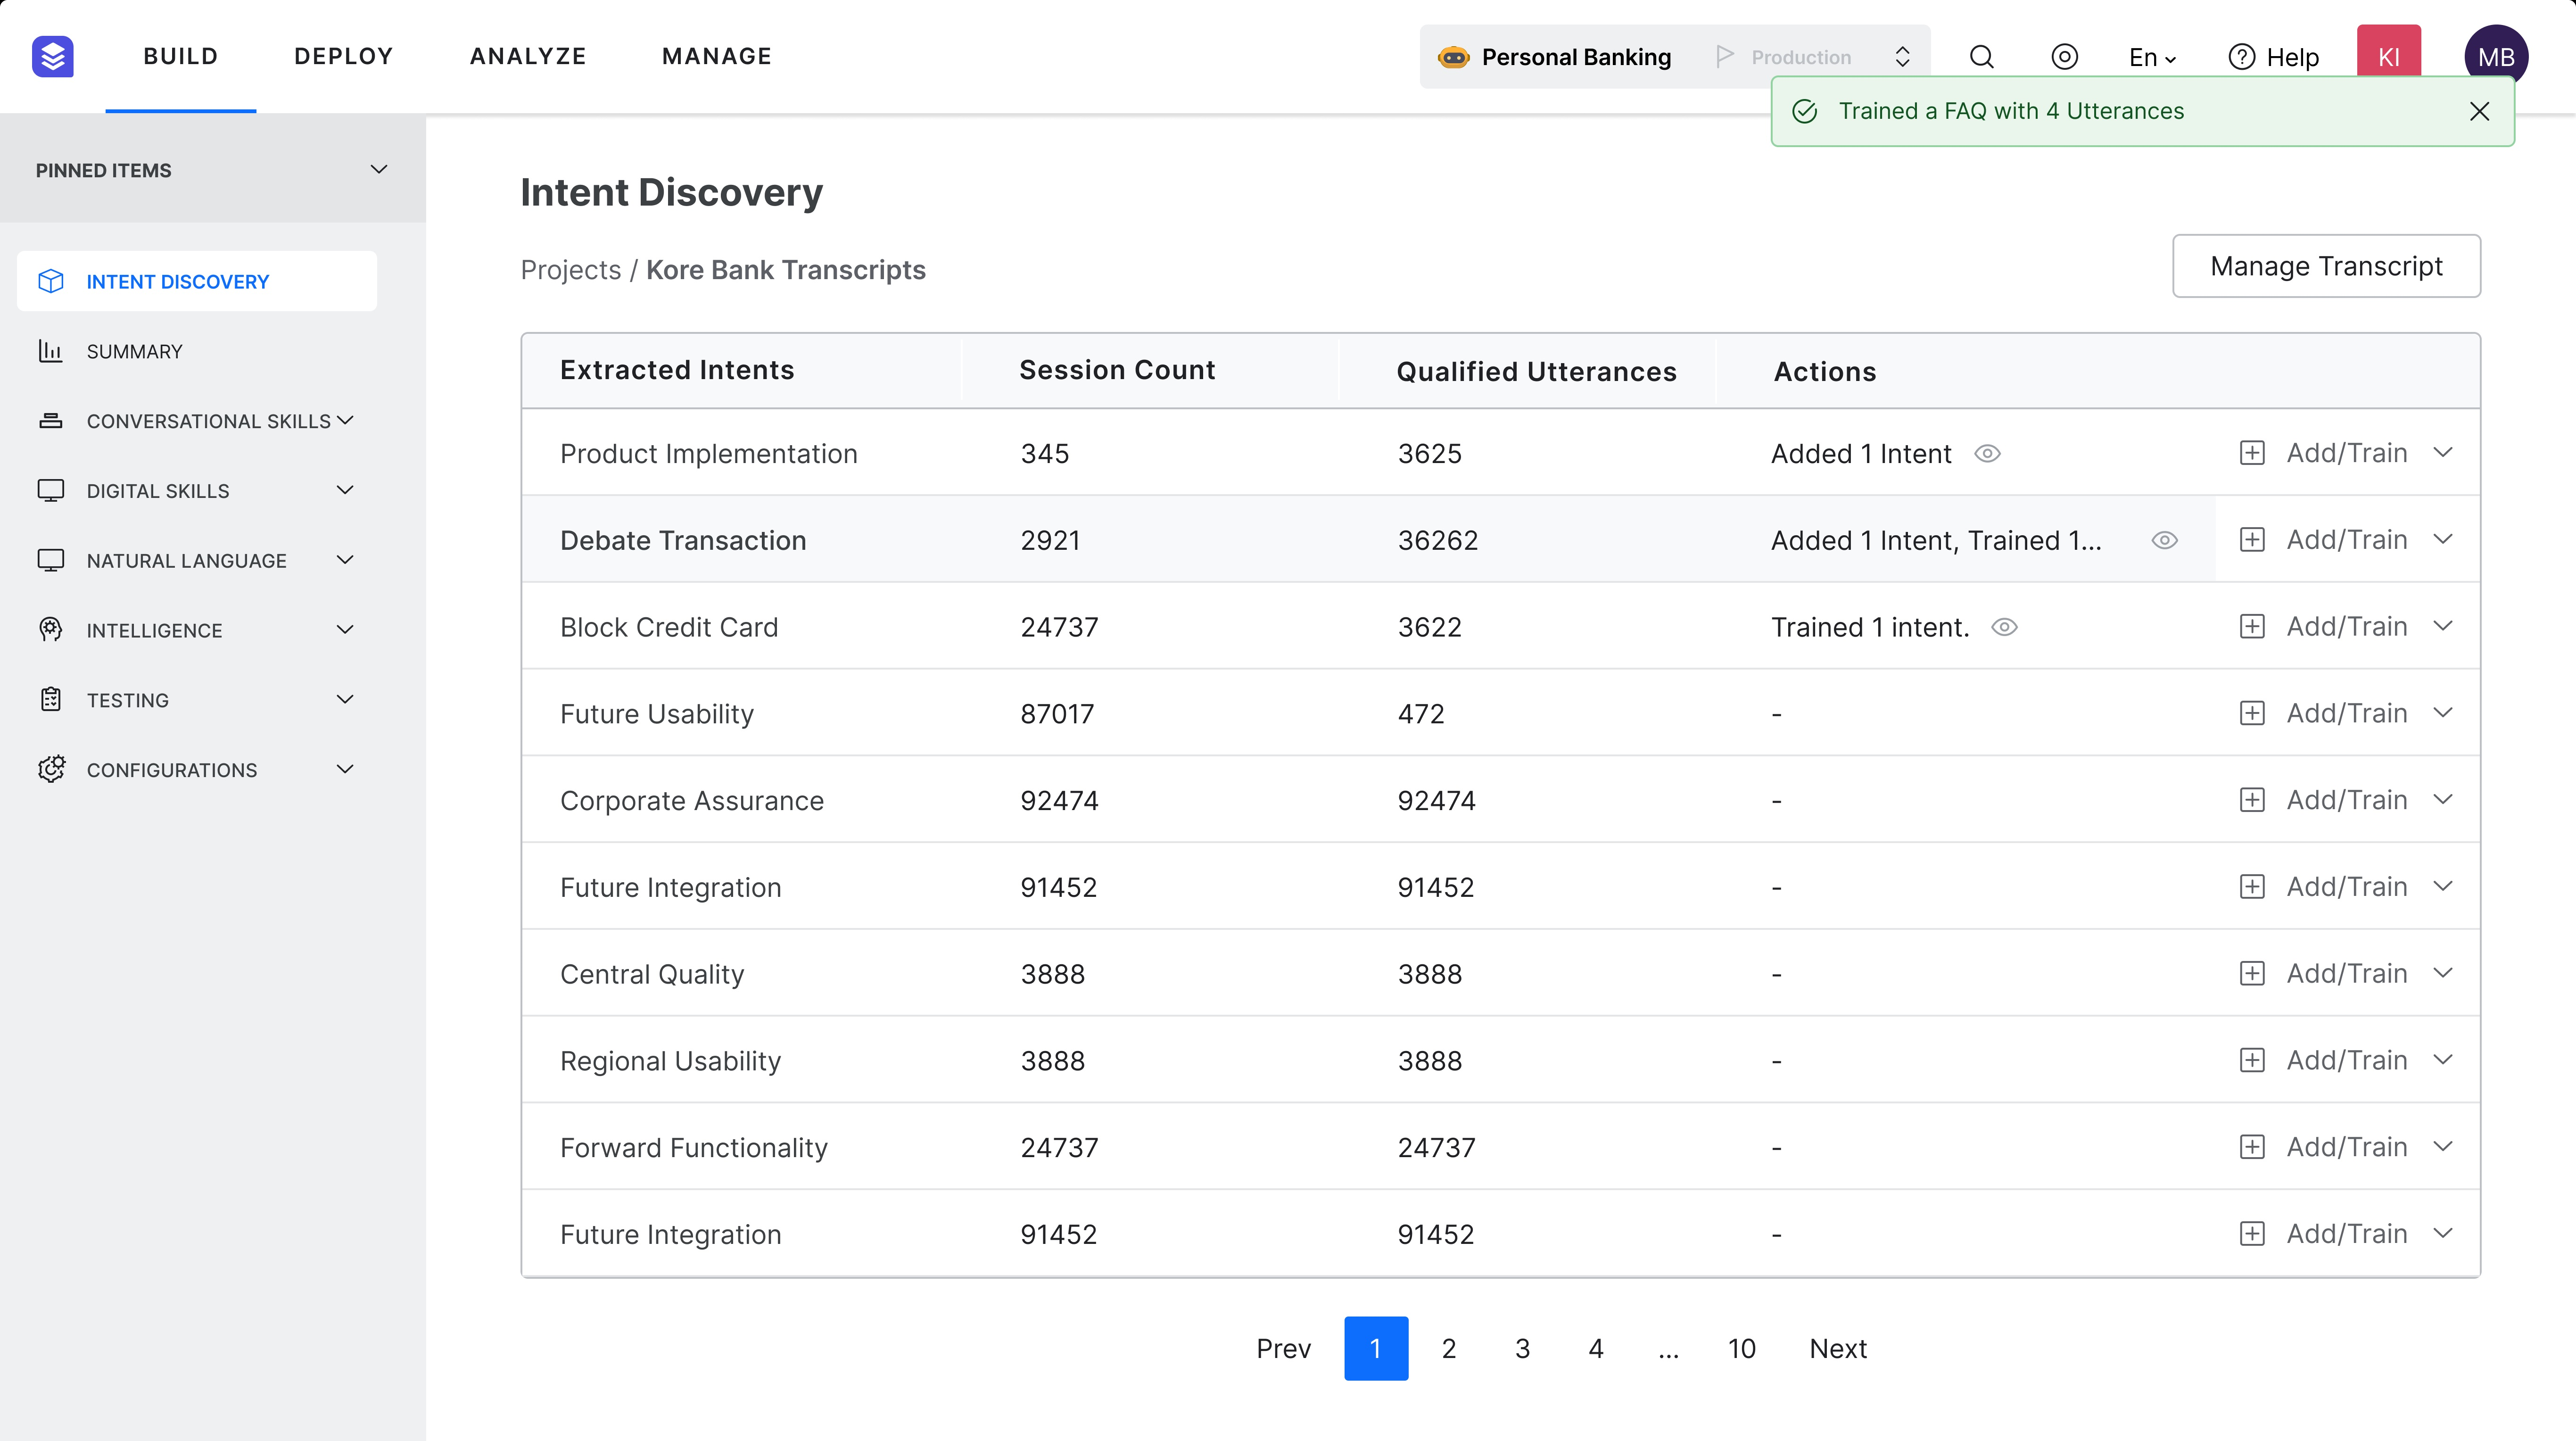 BUILD DEPLOY ANALYZE MANAGE Personal Banking Production En Help KI MB
Trained a FAQ with 4 Utterances
PINNED ITEMS
INTENT DISCOVERY
SUMMARY
CONVERSATIONAL SKILLS
DIGITAL SKILLS
NATURAL LANGUAGE
INTELLIGENCE
TESTING
CONFIGURATIONS
Intent Discovery
Projects / Kore Bank Transcripts
Manage Transcript
Extracted Intents Session Count Qualified Utterances Actions
Product Implementation 345 3625 Added 1 Intent Add/Train
Debate Transaction 2921 36262 Added 1 Intent, Trained 1... Add/Train
Block Credit Card 24737 3622 Trained 1 intent. Add/Train
Future Usability 87017 472 - Add/Train
Corporate Assurance 92474 92474 - Add/Train
Future Integration 91452 91452 - Add/Train
Central Quality 3888 3888 - Add/Train
Regional Usability 3888 3888 - Add/Train
Forward Functionality 24737 24737 - Add/Train
Future Integration 91452 91452 - Add/Train
Prev 1 2 3 4 ... 10 Next